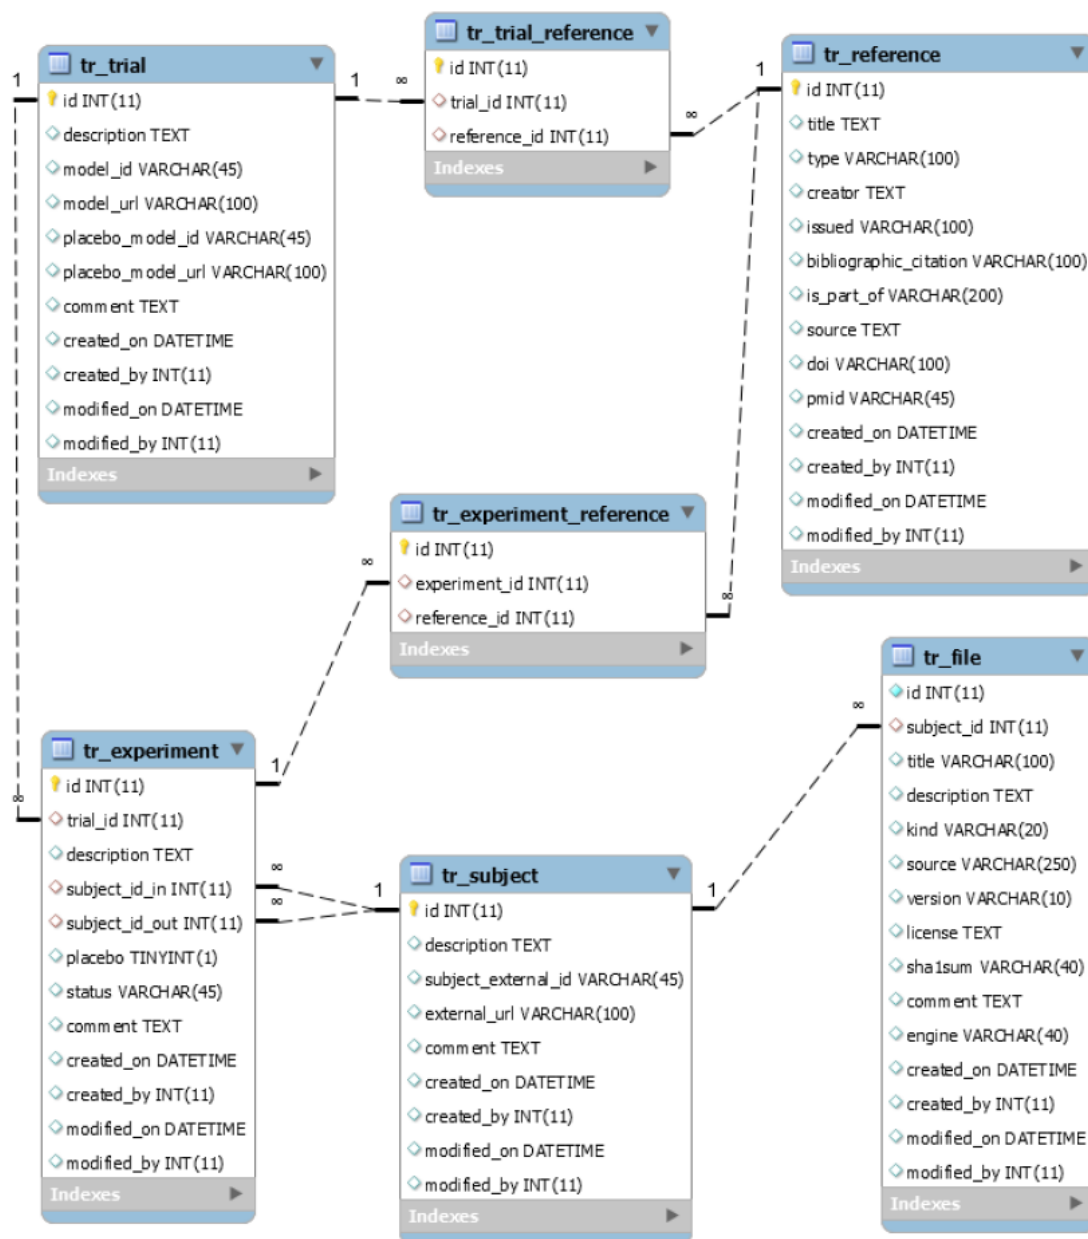 tr_trial
id INT(11)
description TEXT
model_id VARCHAR(45)
model_url VARCHAR(100)
placebo_model_id VARCHAR(45)
placebo_model_url VARCHAR(100)
comment TEXT
created_on DATETIME
created_by INT(11)
modified_on DATETIME
modified_by INT(11)
Indexes
1
1
∞
tr_trial_reference
id INT(11)
trial_id INT(11)
reference_id INT(11)
Indexes
∞
1
tr_reference
id INT(11)
title TEXT
type VARCHAR(100)
creator TEXT
issued VARCHAR(100)
bibliographic_citation VARCHAR(100)
is_part_of VARCHAR(200)
source TEXT
doi VARCHAR(100)
pmid VARCHAR(45)
created_on DATETIME
created_by INT(11)
modified_on DATETIME
modified_by INT(11)
Indexes
tr_experiment_reference
id INT(11)
experiment_id INT(11)
reference_id INT(11)
Indexes
∞
∞
tr_experiment
id INT(11)
trial_id INT(11)
description TEXT
subject_id_in INT(11)
subject_id_out INT(11)
placebo TINYINT(1)
status VARCHAR(45)
comment TEXT
created_on DATETIME
created_by INT(11)
modified_on DATETIME
modified_by INT(11)
Indexes
∞
1
∞
∞
1
tr_subject
id INT(11)
description TEXT
subject_external_id VARCHAR(45)
external_url VARCHAR(100)
comment TEXT
created_on DATETIME
created_by INT(11)
modified_on DATETIME
modified_by INT(11)
Indexes
1
∞
tr_file
id INT(11)
subject_id INT(11)
title VARCHAR(100)
description TEXT
kind VARCHAR(20)
source VARCHAR(250)
version VARCHAR(10)
license TEXT
sha1sum VARCHAR(40)
comment TEXT
engine VARCHAR(40)
created_on DATETIME
created_by INT(11)
modified_on DATETIME
modified_by INT(11)
Indexes